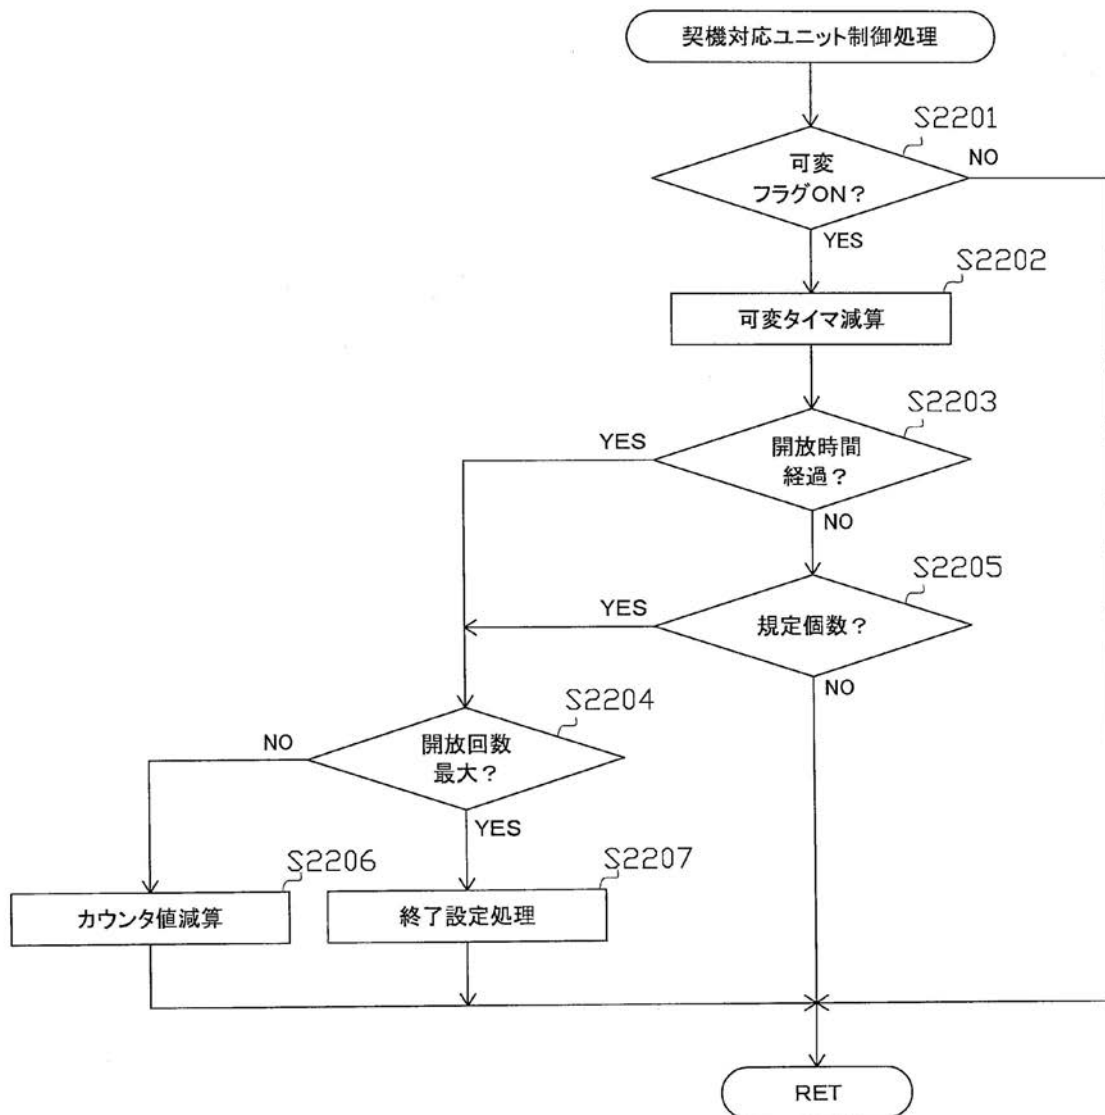 契機対応ユニット制御処理
S2201
可変
フラグON？
NO
YES
S2202
可変タイマ減算
S2203
YES
開放時間
経過？
NO
S2205
YES
規定個数？
NO
S2204
NO
開放回数
最大？
YES
S2206
カウンタ値減算
S2207
終了設定処理
RET